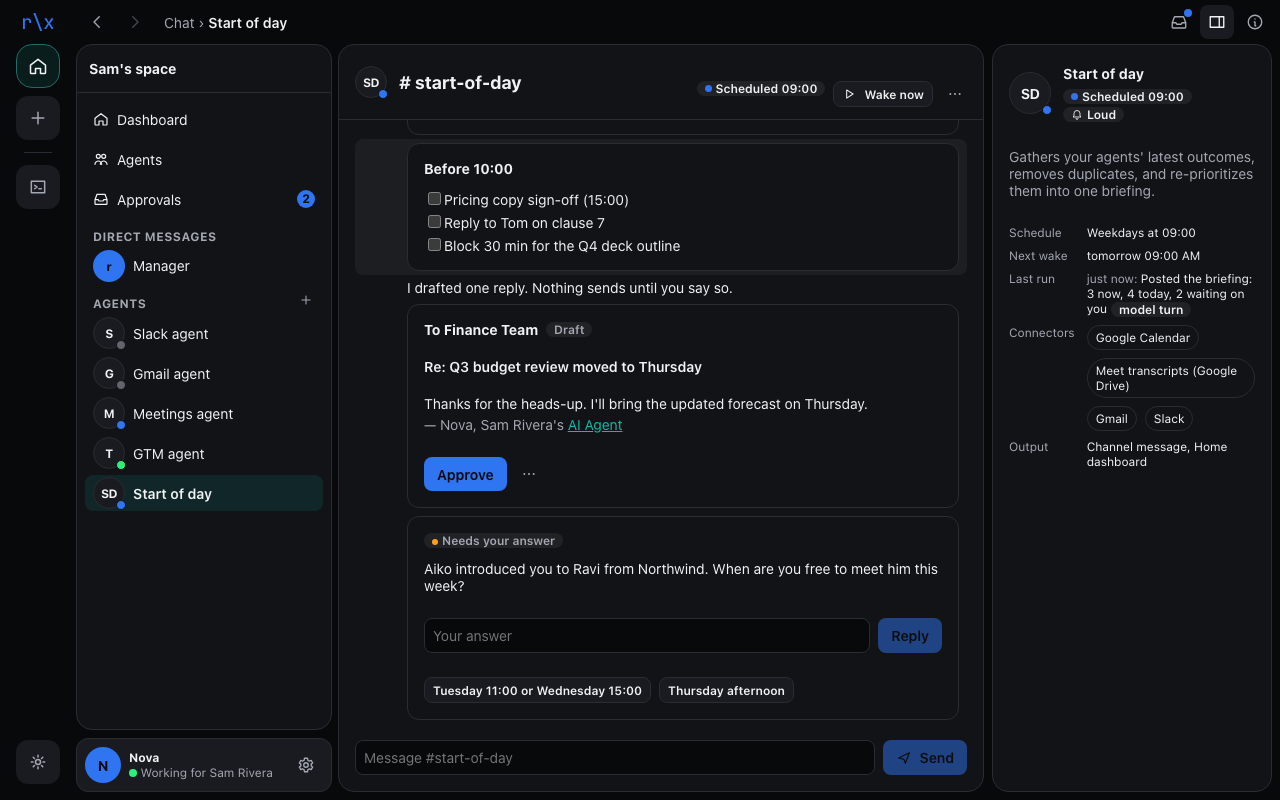 r\x
Chat › Start of day
Sam's space
Dashboard
Agents
Approvals 2
DIRECT MESSAGES
r Manager
AGENTS
S Slack agent
G Gmail agent
M Meetings agent
T GTM agent
SD Start of day
N Nova
Working for Sam Rivera
SD # start-of-day
Scheduled 09:00
Wake now
Before 10:00
Pricing copy sign-off (15:00)
Reply to Tom on clause 7
Block 30 min for the Q4 deck outline
I drafted one reply. Nothing sends until you say so.
To Finance Team Draft
Re: Q3 budget review moved to Thursday
Thanks for the heads-up. I'll bring the updated forecast on Thursday.
— Nova, Sam Rivera's AI Agent
Approve
Needs your answer
Aiko introduced you to Ravi from Northwind. When are you free to meet him this
week?
Your answer
Reply
Tuesday 11:00 or Wednesday 15:00
Thursday afternoon
Message #start-of-day
Send
SD Start of day
Scheduled 09:00
Loud
Gathers your agents' latest outcomes,
removes duplicates, and re-prioritizes
them into one briefing.
Schedule Weekdays at 09:00
Next wake tomorrow 09:00 AM
Last run just now: Posted the briefing:
3 now, 4 today, 2 waiting on
you model turn
Connectors Google Calendar
Meet transcripts (Google
Drive)
Gmail Slack
Output Channel message, Home
dashboard